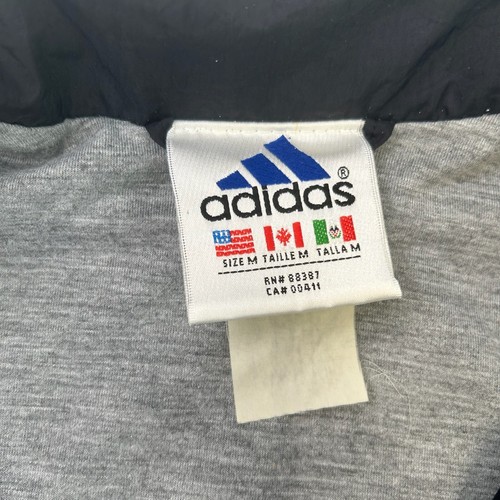 adidas®
SIZE M TAILLE M TALLA M
RN# 88387
CA# 00411